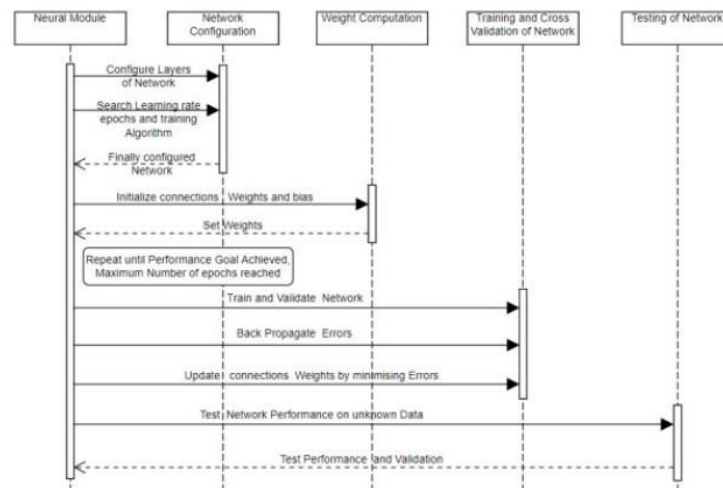 Neural Module
Network
Configuration
Weight Computation
Training and Cross
Validation of Network
Testing of Network
Configure Layers
of Network
Search Learning rate
epochs and training
Algorithm
Finally configured
Network
Initialize connections Weights and bias
Set Weights
Repeat until Performance Goal Achieved,
Maximum Number of epochs reached
Train and Validate Network
Back Propagate Errors
Update connections Weights by minimising Errors
Test Network Performance on unknown Data
Test Performance and Validation